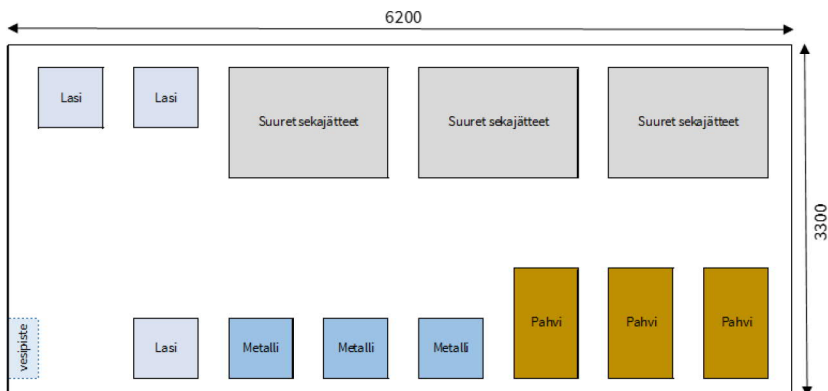 6200
Lasi
Lasi
Suuret sekajätteet
Suuret sekajätteet
Suuret sekajätteet
3300
vesipiste
Lasi
Metalli
Metalli
Metalli
Pahvi
Pahvi
Pahvi